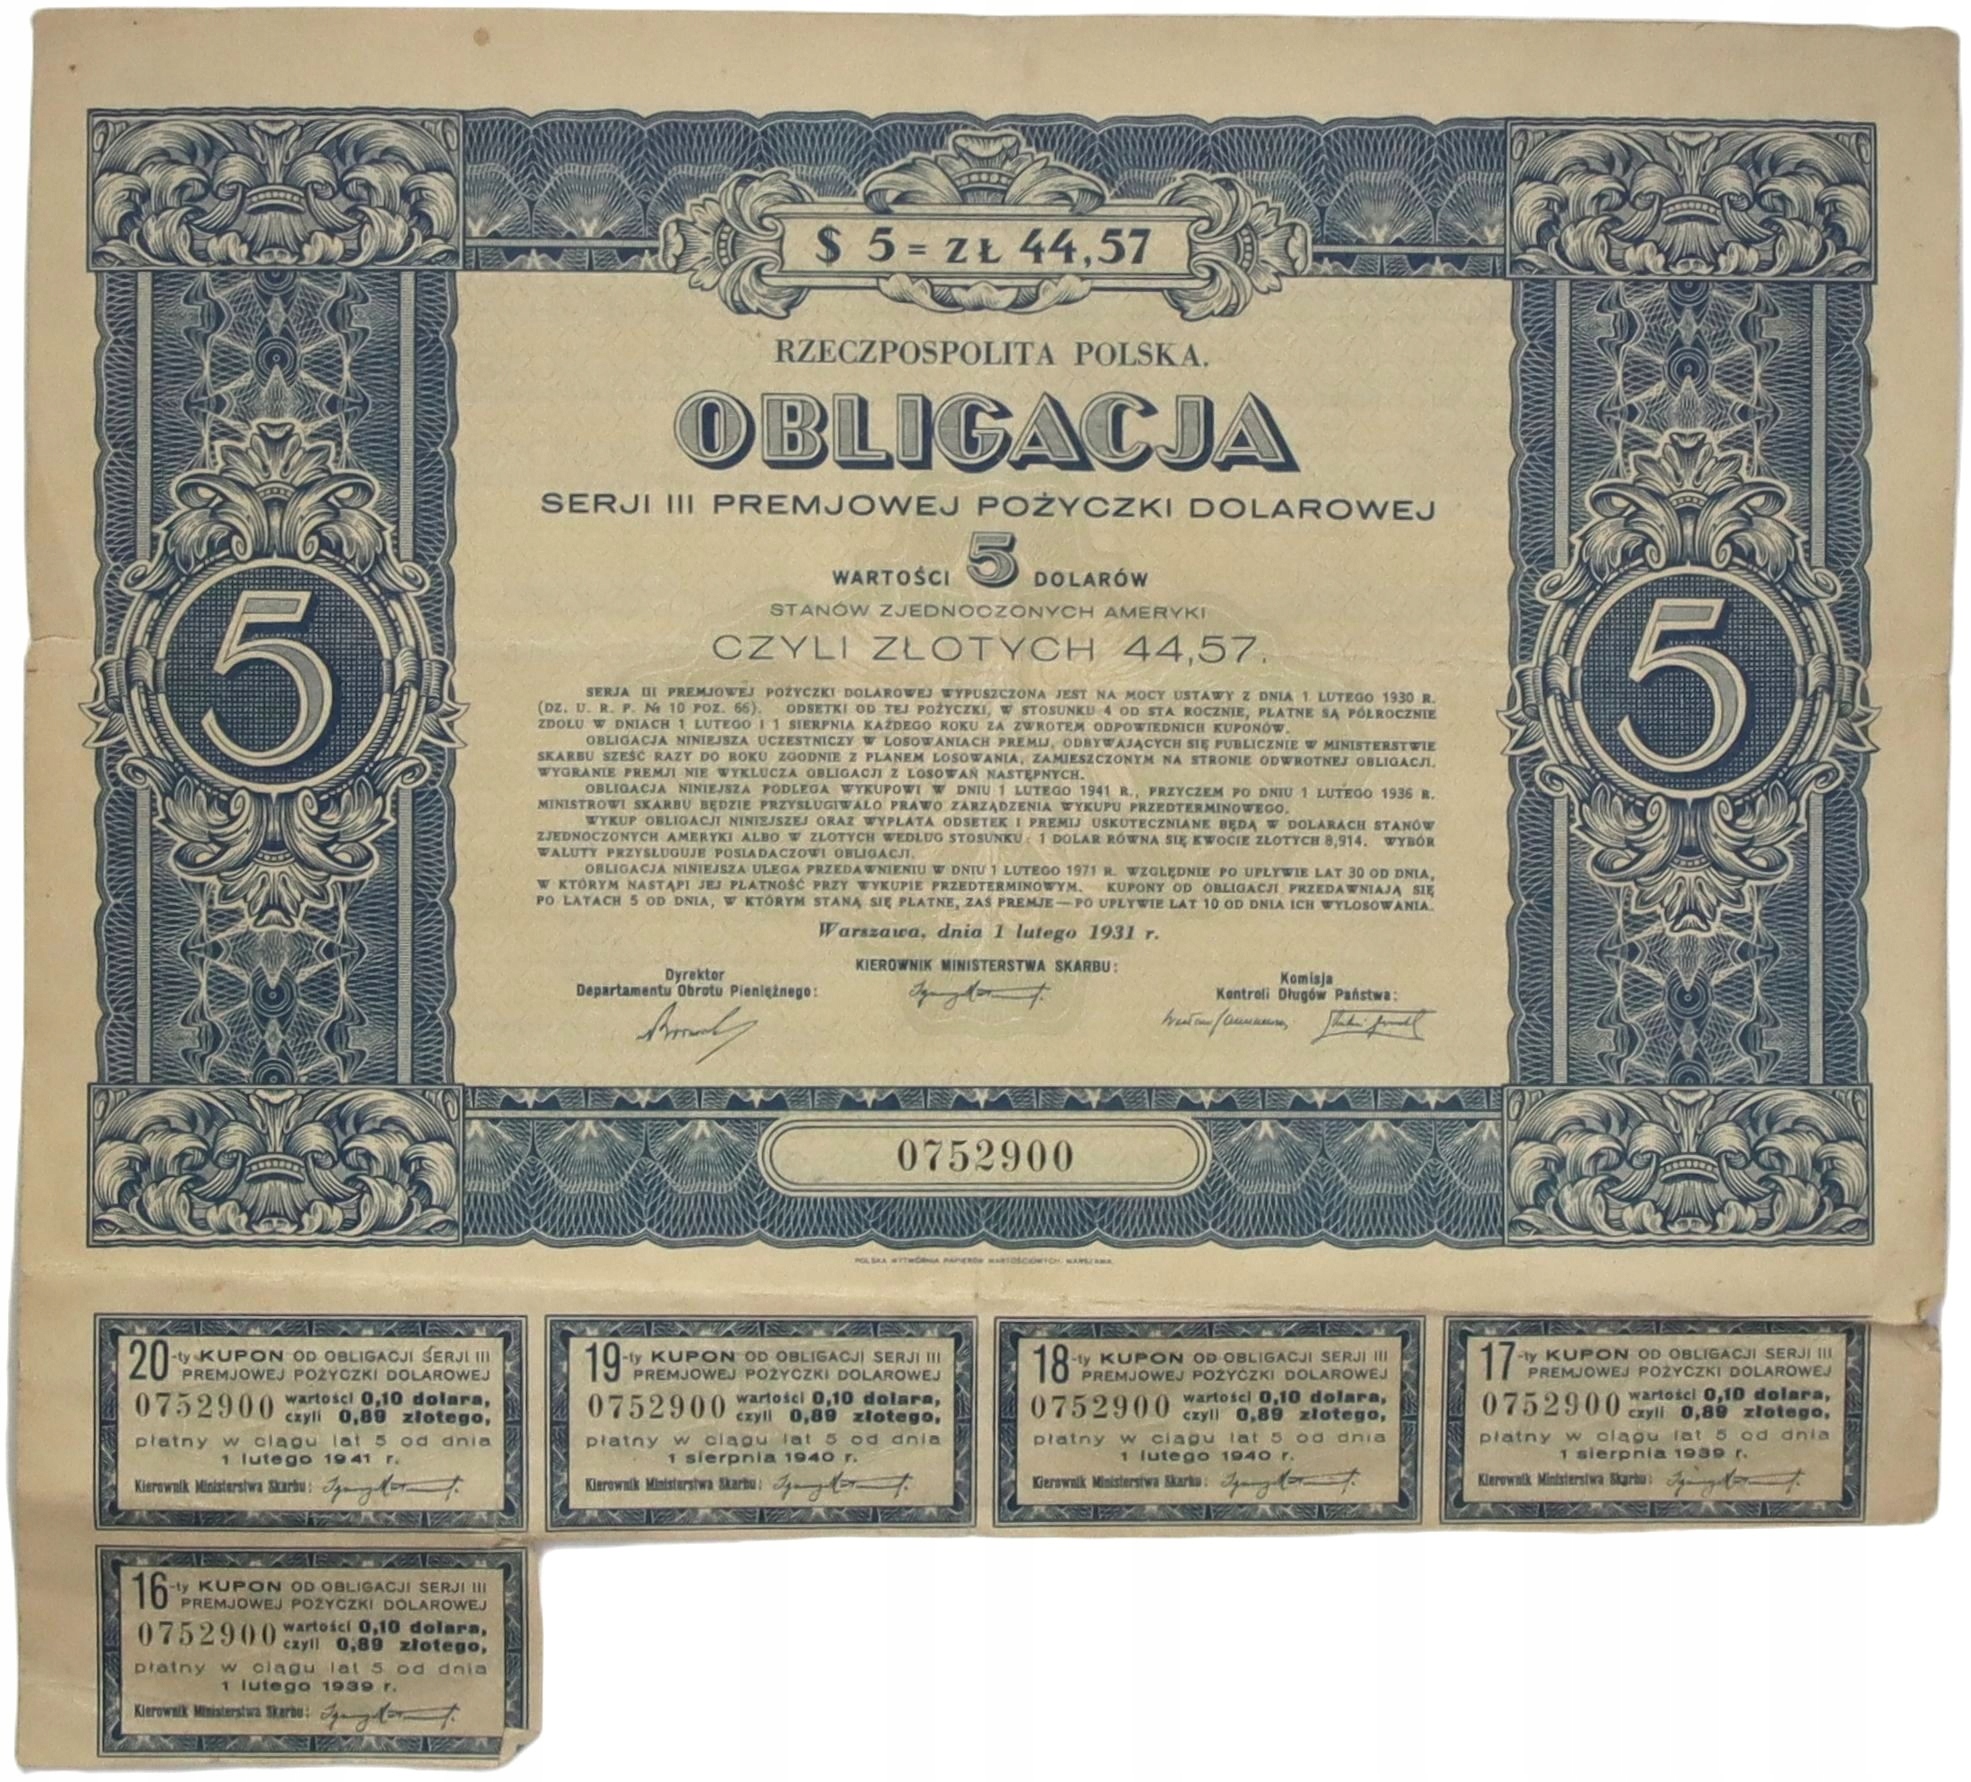 $ 5 = ZŁ 44,57
RZECZPOSPOLITA POLSKA.
OBLIGACJA
SERJI III PREMJOWEJ POŻYCZKI DOLAROWEJ
WARTOŚCI 5 DOLARÓW
STANÓW ZJEDNOCZONYCH AMERYKI
CZYLI ZŁOTYCH 44,57.
5
5
SERJA III PREMJOWEJ POŻYCZKI DOLAROWEJ WYPUSZCZONA JEST NA MOCY USTAWY Z DNIA 1 LUTEGO 1930 R.
(DZ. U. R. P. № 10 POZ. 66). ODSETKI OD TEJ POŻYCZKI, W STOSUNKU 4 OD STA ROCZNIE, PŁATNE SĄ PÓŁROCZNIE
ZDOŁU W DNIACH 1 LUTEGO I 1 SIERPNIA KAŻDEGO ROKU ZA ZWROTEM ODPOWIEDNICH KUPONÓW.
OBLIGACJA NINIEJSZA UCZESTNICZY W LOSOWANIACH PREMIJ, ODBYWAJĄCYCH SIĘ PUBLICZNIE W MINISTERSTWIE
SKARBU SZEŚĆ RAZY DO ROKU ZGODNIE Z PLANEM LOSOWANIA, ZAMIESZCZONYM NA STRONIE ODWROTNEJ OBLIGACJI.
WYGRANIE PREMJI NIE WYKLUCZA OBLIGACJI Z LOSOWAŃ NASTĘPNYCH.
OBLIGACJA NINIEJSZA PODLEGA WYKUPOWI W DNIU 1 LUTEGO 1941 R., PRZYCZEM PO DNIU 1 LUTEGO 1936 R.
MINISTROWI SKARBU BĘDZIE PRZYSŁUGIWAŁO PRAWO ZARZĄDZENIA WYKUPU PRZEDTERMINOWEGO.
WYKUP OBLIGACJI NINIEJSZEJ ORAZ WYPŁATA ODSETEK I PREMIJ USKUTECZNIANE BĘDĄ W DOLARACH STANÓW
ZJEDNOCZONYCH AMERYKI ALBO W ZŁOTYCH WEDŁUG STOSUNKU: 1 DOLAR RÓWNA SIĘ KWOCIE ZŁOTYCH 8,914. WYBÓR
WALUTY PRZYSŁUGUJE POSIADACZOWI OBLIGACJI.
OBLIGACJA NINIEJSZA ULEGA PRZEDAWNIENIU W DNIU 1 LUTEGO 1971 R. WZGLĘDNIE PO UPŁYWIE LAT 30 OD DNIA,
W KTÓRYM NASTĄPI JEJ PŁATNOŚĆ PRZY WYKUPIE PRZEDTERMINOWYM. KUPONY OD OBLIGACJI PRZEDAWNIAJĄ SIĘ
PO LATACH 5 OD DNIA, W KTÓRYM STANĄ SIĘ PŁATNE, ZAŚ PREMJE — PO UPŁYWIE LAT 10 OD DNIA ICH WYLOSOWANIA.
Warszawa, dnia 1 lutego 1931 r.
KIEROWNIK MINISTERSTWA SKARBU:
Dyrektor
Departamentu Obrotu Pieniężnego:
Komisja
Kontroli Długów Państwa:
0752900
POLSKA WYTWÓRNIA PAPIERÓW WARTOŚCIOWYCH. WARSZAWA.
20-ty KUPON OD OBLIGACJI SERJI III
PREMJOWEJ POŻYCZKI DOLAROWEJ
0752900 wartości 0,10 dolara,
czyli 0,89 złotego,
płatny w ciągu lat 5 od dnia
1 lutego 1941 r.
Kierownik Ministerstwa Skarbu:
19-ty KUPON OD OBLIGACJI SERJI III
PREMJOWEJ POŻYCZKI DOLAROWEJ
0752900 wartości 0,10 dolara,
czyli 0,89 złotego,
płatny w ciągu lat 5 od dnia
1 sierpnia 1940 r.
Kierownik Ministerstwa Skarbu:
18-ty KUPON OD OBLIGACJI SERJI III
PREMJOWEJ POŻYCZKI DOLAROWEJ
0752900 wartości 0,10 dolara,
czyli 0,89 złotego,
płatny w ciągu lat 5 od dnia
1 lutego 1940 r.
Kierownik Ministerstwa Skarbu:
17-ty KUPON OD OBLIGACJI SERJI III
PREMJOWEJ POŻYCZKI DOLAROWEJ
0752900 wartości 0,10 dolara,
czyli 0,89 złotego,
płatny w ciągu lat 5 od dnia
1 sierpnia 1939 r.
Kierownik Ministerstwa Skarbu:
16-ty KUPON OD OBLIGACJI SERJI III
PREMJOWEJ POŻYCZKI DOLAROWEJ
0752900 wartości 0,10 dolara,
czyli 0,89 złotego,
płatny w ciągu lat 5 od dnia
1 lutego 1939 r.
Kierownik Ministerstwa Skarbu: